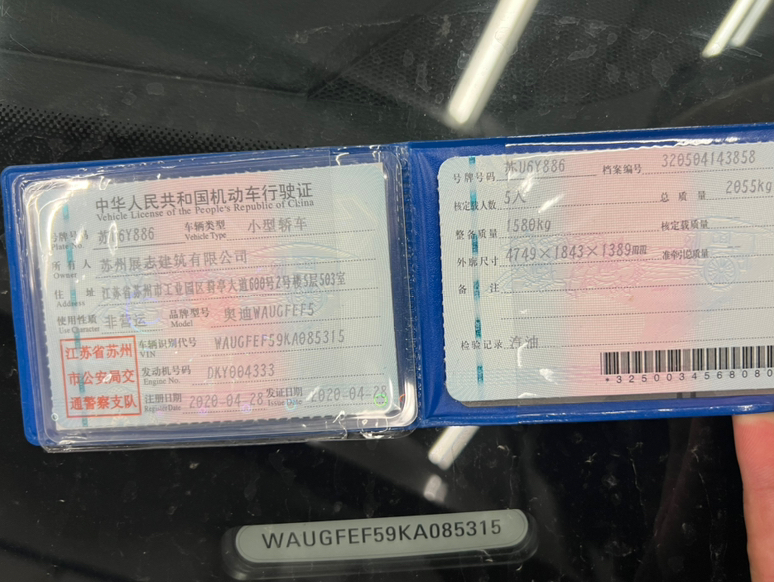 中华人民共和国机动车行驶证
Vehicle License of the People's Republic of China
号牌号码 Plate No. 苏U6Y886 车辆类型 Vehicle Type 小型轿车
所有人 Owner 苏州展志建筑有限公司
住址 Address 江苏省苏州市工业园区跨亭大道680号2号楼5层503室
使用性质 Use Character 非营运 品牌型号 Model 奥迪WAUGFEF5
江苏省苏州
市公安局交
通警察支队
车辆识别代号 VIN WAUGFEF59KA085315
发动机号码 Engine No. DKY004333
注册日期 Register Date 2020-04-28 发证日期 Issue Date 2020-04-28
号牌号码 苏U6Y886 档案编号 320504143858
核定载人数 5人 总质量 2055kg
整备质量 1580kg 核定载质量
外廓尺寸 4749×1843×1389 准牵引总质量
备注
检验记录 汽油
*3250034568080
WAUGFEF59KA085315